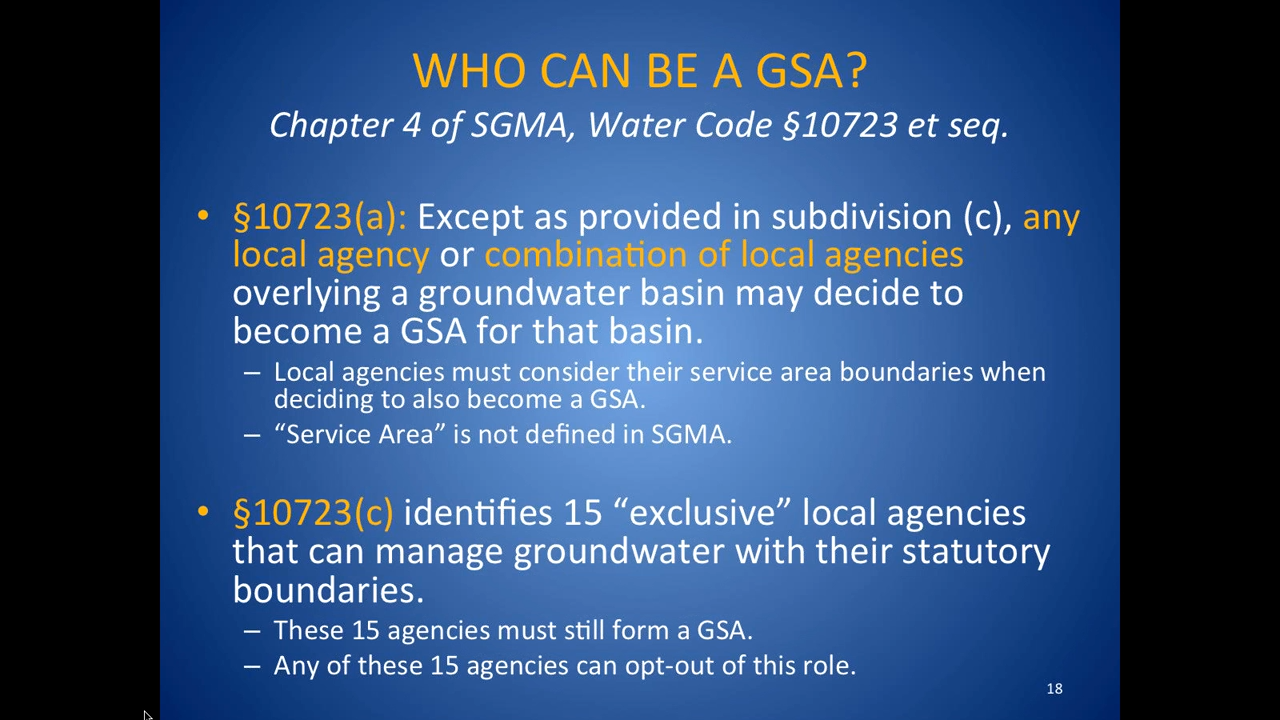 WHO CAN BE A GSA?
Chapter 4 of SGMA, Water Code §10723 et seq.
• §10723(a): Except as provided in subdivision (c), any
local agency or combination of local agencies
overlying a groundwater basin may decide to
become a GSA for that basin.
– Local agencies must consider their service area boundaries when
deciding to also become a GSA.
– “Service Area” is not defined in SGMA.
• §10723(c) identifies 15 “exclusive” local agencies
that can manage groundwater with their statutory
boundaries.
– These 15 agencies must still form a GSA.
– Any of these 15 agencies can opt-out of this role.
18